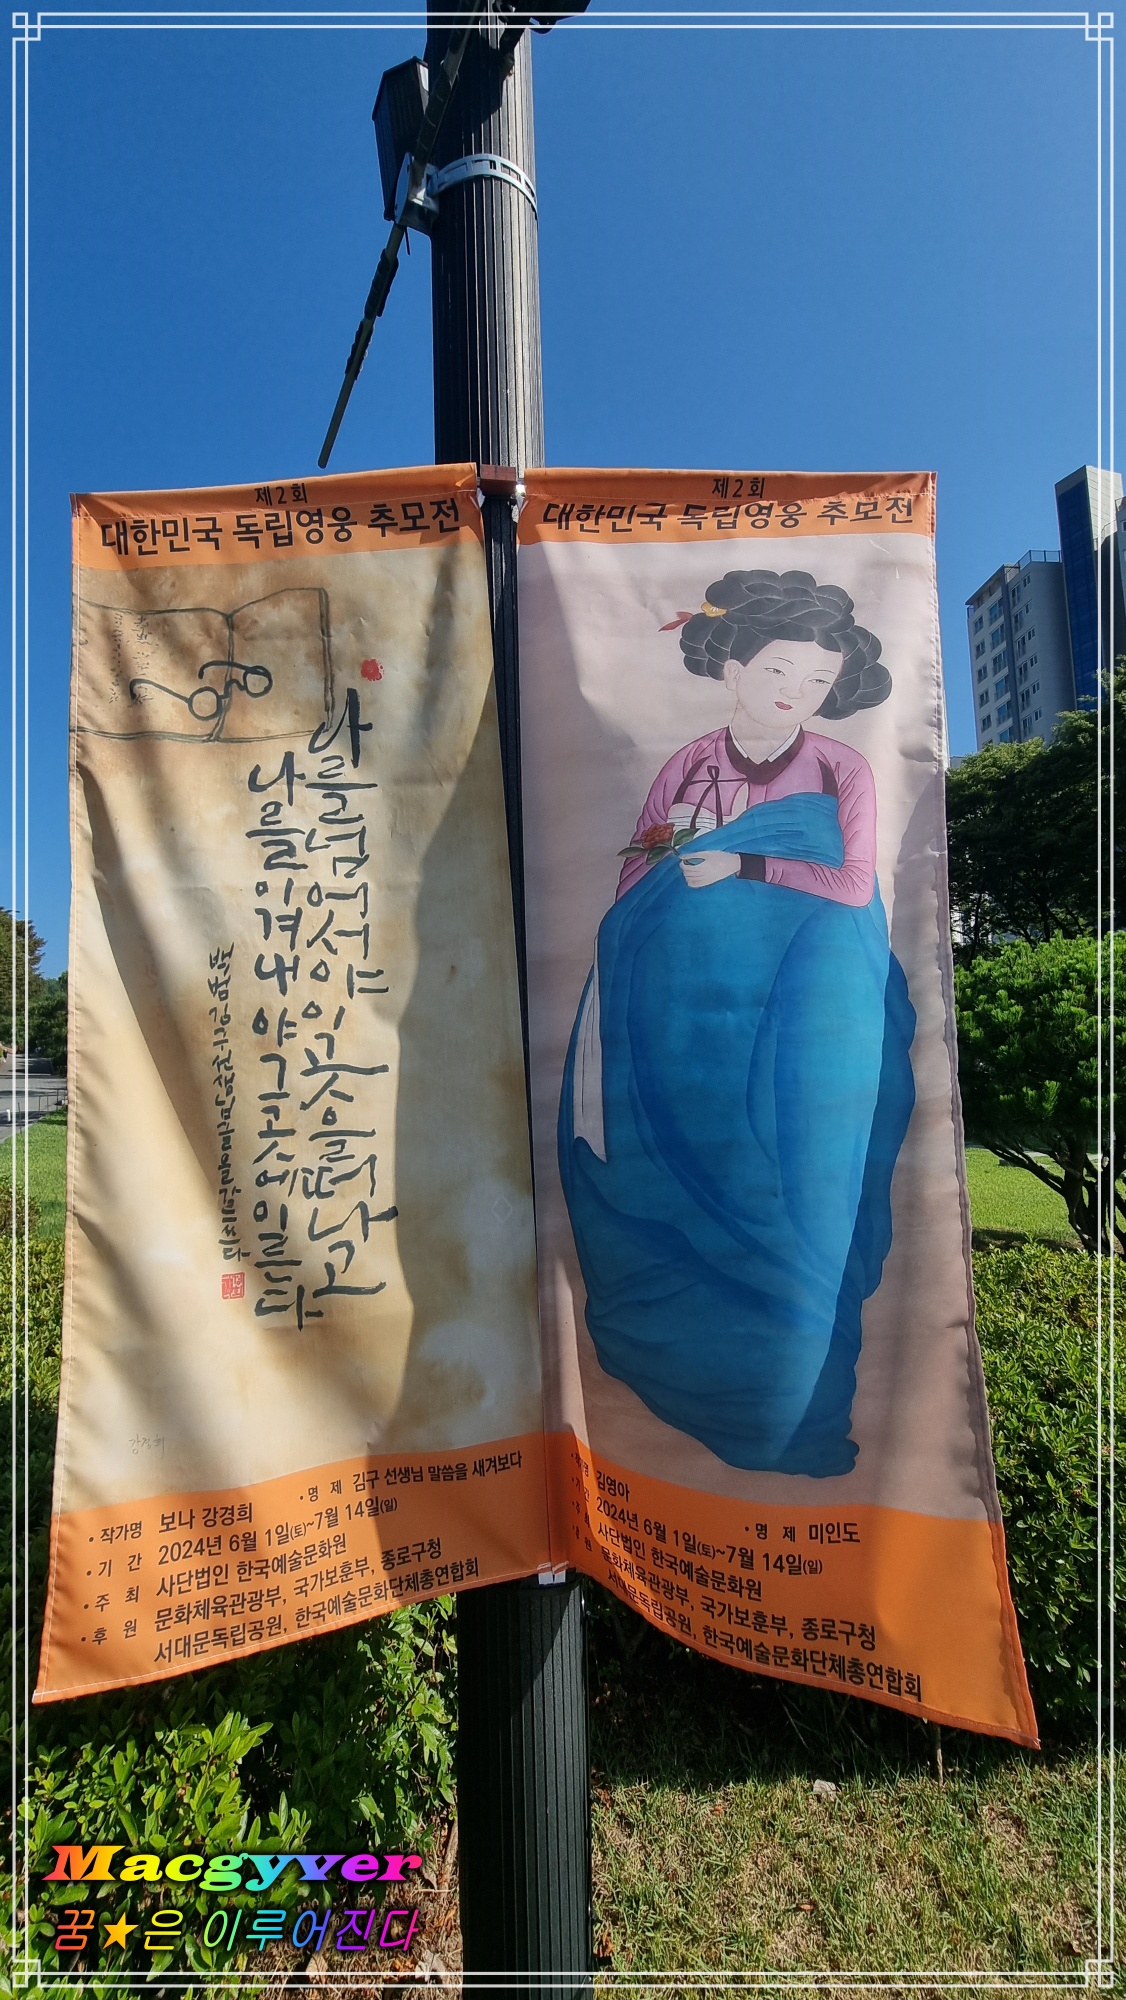 제2회
대한민국 독립영웅 추모전
나를 넘어서야 이곳을 떠나고
나를 이겨내야 그곳에 이른다
백범 김구 선생님 말씀을
강경희
• 작가명 보나 강경희 • 명 제 김구 선생님 말씀을 새겨보다
• 기 간 2024년 6월 1일(토)~7월 14일(일)
• 주 최 사단법인 한국예술문화원
• 후 원 문화체육관광부, 국가보훈부, 종로구청
서대문독립공원, 한국예술문화단체총연합회
제2회
대한민국 독립영웅 추모전
김영아 • 명 제 미인도
• 기 간 2024년 6월 1일(토)~7월 14일(일)
• 주 최 사단법인 한국예술문화원
• 후 원 문화체육관광부, 국가보훈부, 종로구청
서대문독립공원, 한국예술문화단체총연합회
Macgyver
꿈★은 이루어진다